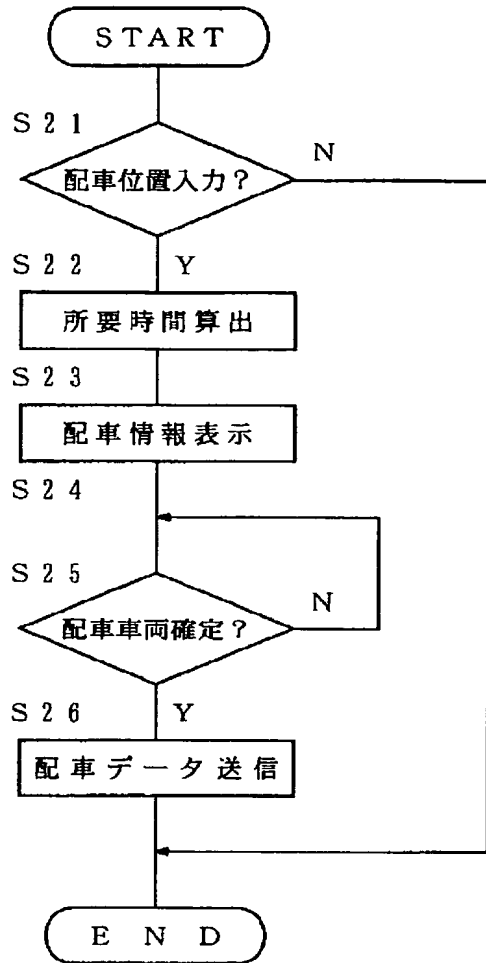 START
S21
配車位置入力？
N
S22
Y
所要時間算出
S23
配車情報表示
S24
S25
配車車両確定？
N
S26
Y
配車データ送信
END